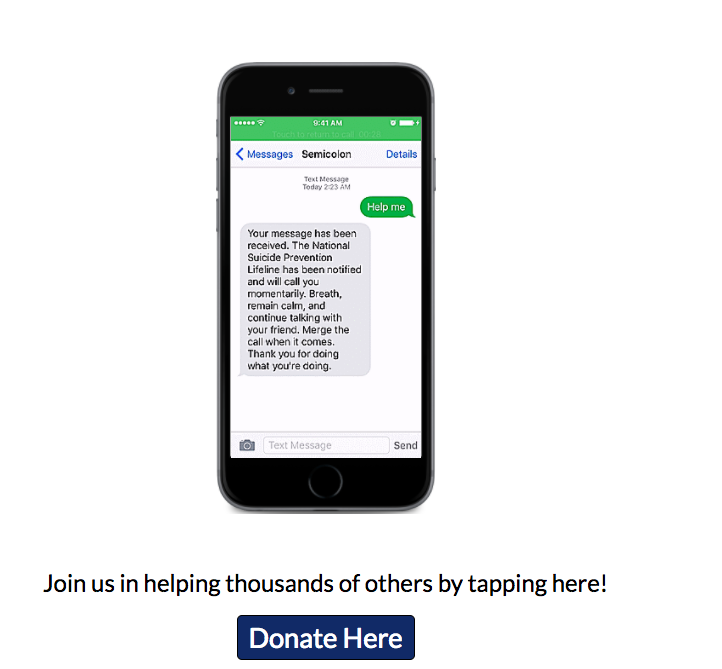 9:41 AM
Touch to return to call 00:26
Messages Semicolon Details
Text Message
Today 2:23 AM
Help me
Your message has been
received. The National
Suicide Prevention
Lifeline has been notified
and will call you
momentarily. Breath,
remain calm, and
continue talking with
your friend. Merge the
call when it comes.
Thank you for doing
what you're doing.
Text Message Send
Join us in helping thousands of others by tapping here!
Donate Here